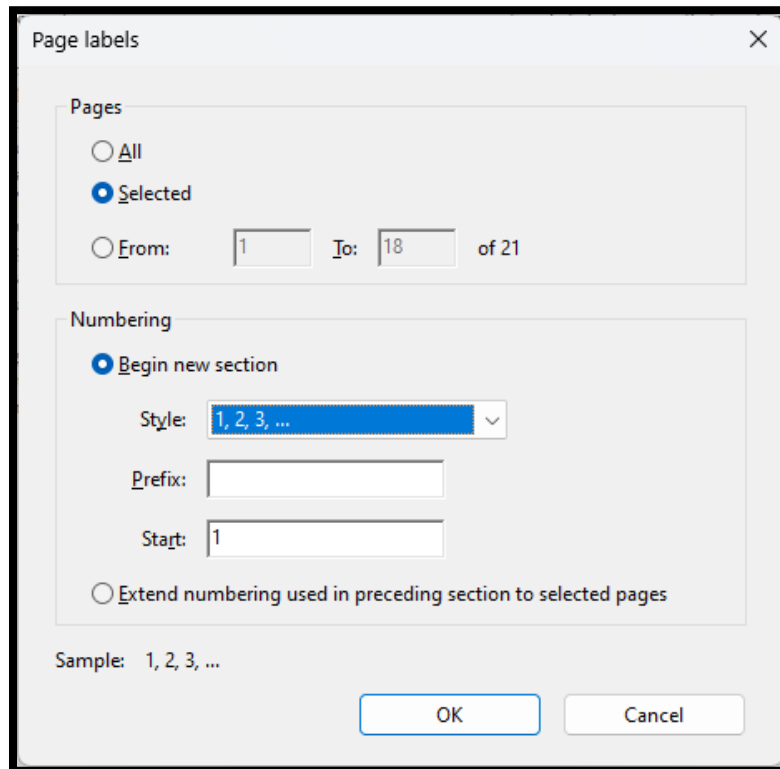 Page labels
Pages
All
Selected
From: 1 To: 18 of 21
Numbering
Begin new section
Style: 1, 2, 3, ...
Prefix:
Start: 1
Extend numbering used in preceding section to selected pages
Sample: 1, 2, 3, ...
OK Cancel